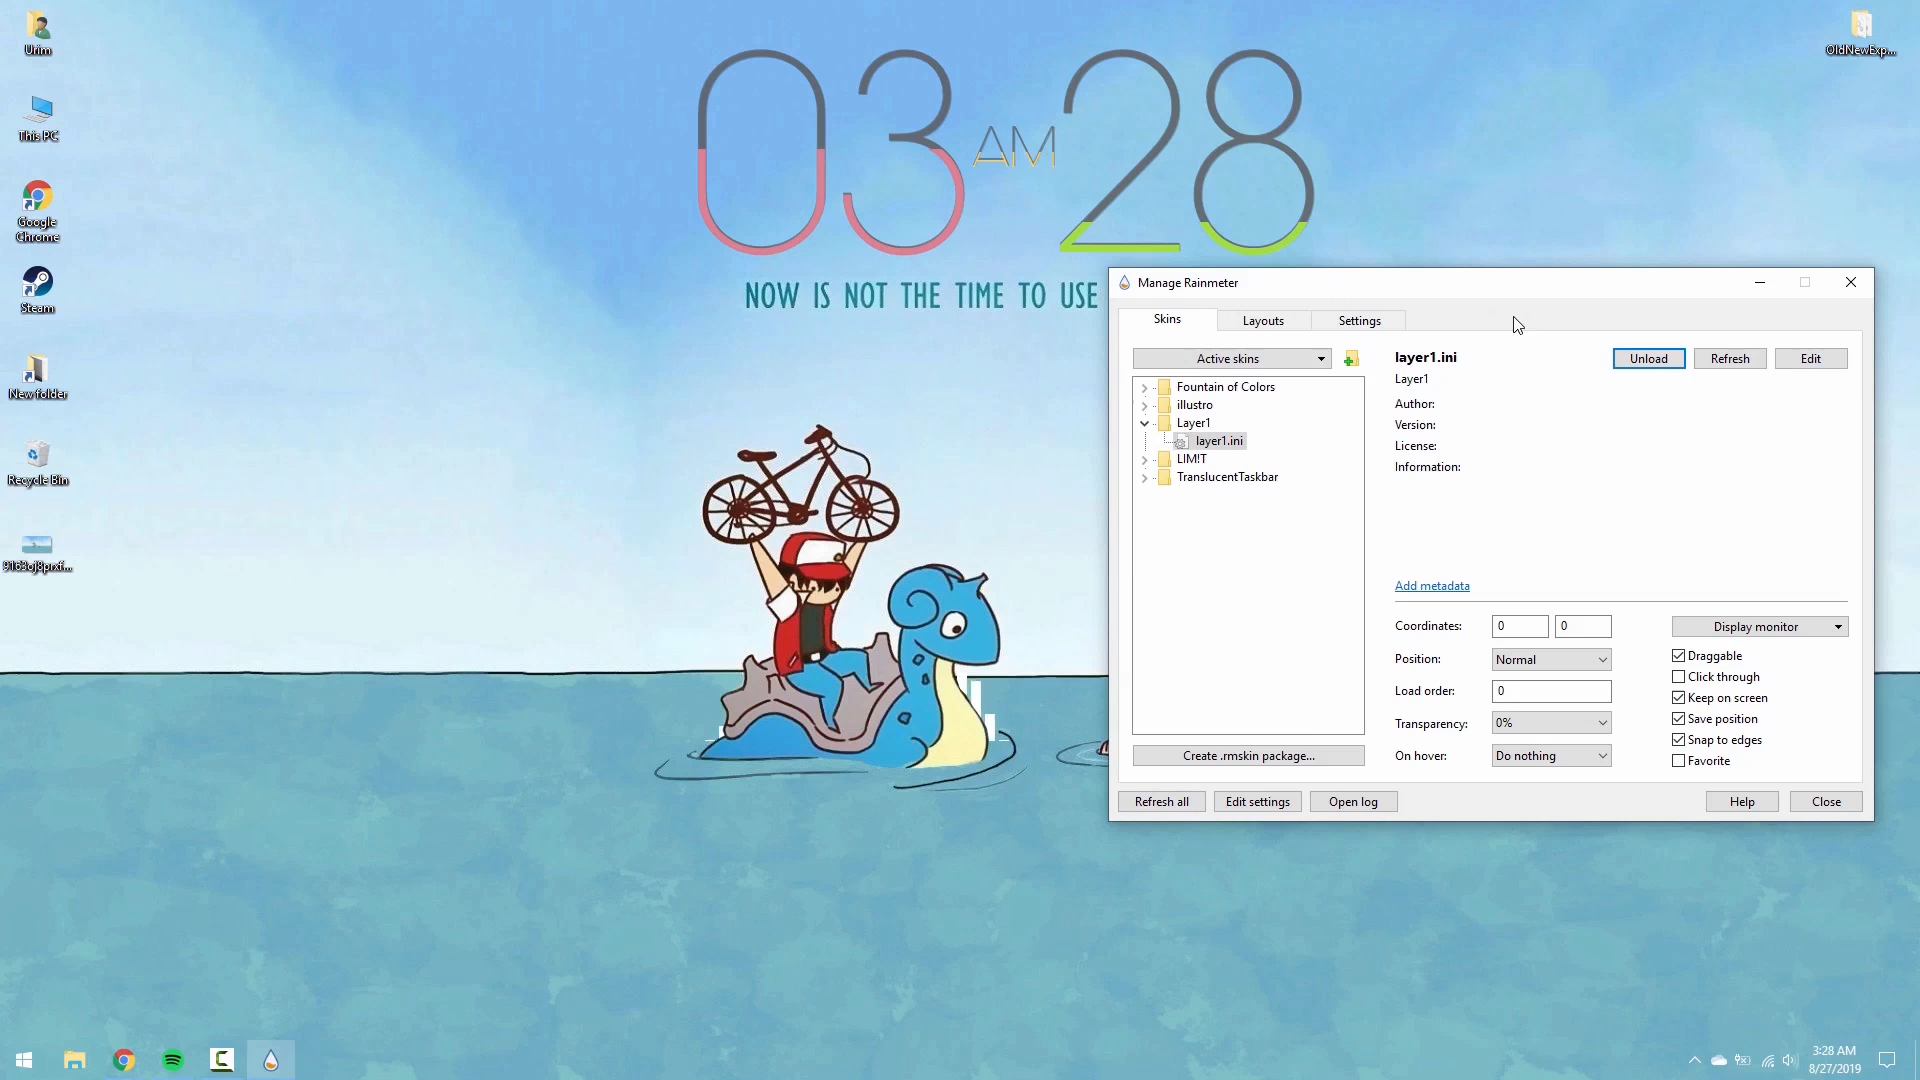 Urim
This PC
Google
Chrome
Steam
New folder
Recycle Bin
OldNewExp...
03 AM 28
NOW IS NOT THE TIME TO USE
Manage Rainmeter
Skins
Layouts
Settings
Active skins
Fountain of Colors
illustro
Layer1
layer1.ini
LIM!T
TranslucentTaskbar
Create .rmskin package...
layer1.ini
Unload
Refresh
Edit
Layer1
Author:
Version:
License:
Information:
Add metadata
Coordinates:
0
0
Display monitor
Position:
Normal
Load order:
0
Transparency:
0%
On hover:
Do nothing
Draggable
Click through
Keep on screen
Save position
Snap to edges
Favorite
Refresh all
Edit settings
Open log
Help
Close
3:28 AM
8/27/2019